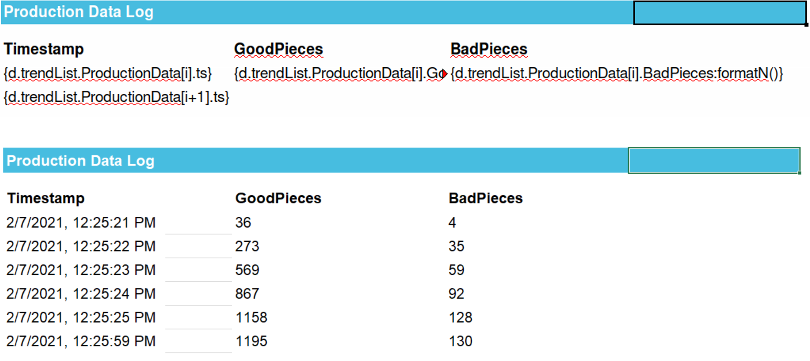 Production Data Log
Timestamp GoodPieces BadPieces
{d.trendList.ProductionData[i].ts} {d.trendList.ProductionData[i].Go {d.trendList.ProductionData[i].BadPieces:formatN()}
{d.trendList.ProductionData[i+1].ts}
Production Data Log
Timestamp GoodPieces BadPieces
2/7/2021, 12:25:21 PM 36 4
2/7/2021, 12:25:22 PM 273 35
2/7/2021, 12:25:23 PM 569 59
2/7/2021, 12:25:24 PM 867 92
2/7/2021, 12:25:25 PM 1158 128
2/7/2021, 12:25:59 PM 1195 130